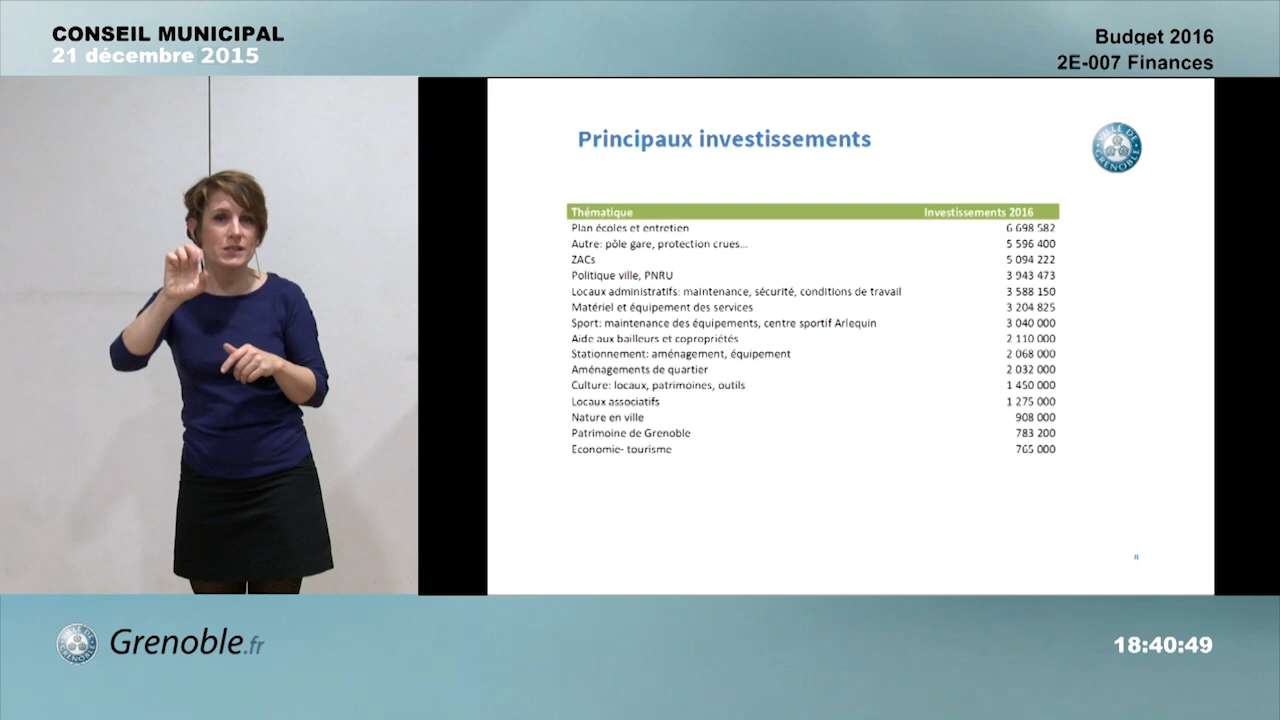 CONSEIL MUNICIPAL
21 décembre 2015
Budget 2016
2E-007 Finances
Principaux investissements
VILLE DE GRENOBLE
Thématique Investissements 2016
Plan écoles et entretien 6 698 582
Autre: pôle gare, protection crues... 5 596 400
ZACs 5 094 222
Politique ville, PNRU 3 943 473
Locaux administratifs: maintenance, sécurité, conditions de travail 3 588 150
Matériel et équipement des services 3 204 825
Sport: maintenance des équipements, centre sportif Arlequin 3 040 000
Aide aux bailleurs et copropriétés 2 110 000
Stationnement: aménagement, équipement 2 068 000
Aménagements de quartier 2 032 000
Culture: locaux, patrimoines, outils 1 450 000
Locaux associatifs 1 275 000
Nature en ville 908 000
Patrimoine de Grenoble 783 200
Economie- tourisme 765 000
VILLE DE GRENOBLE
Grenoble.fr
18:40:49